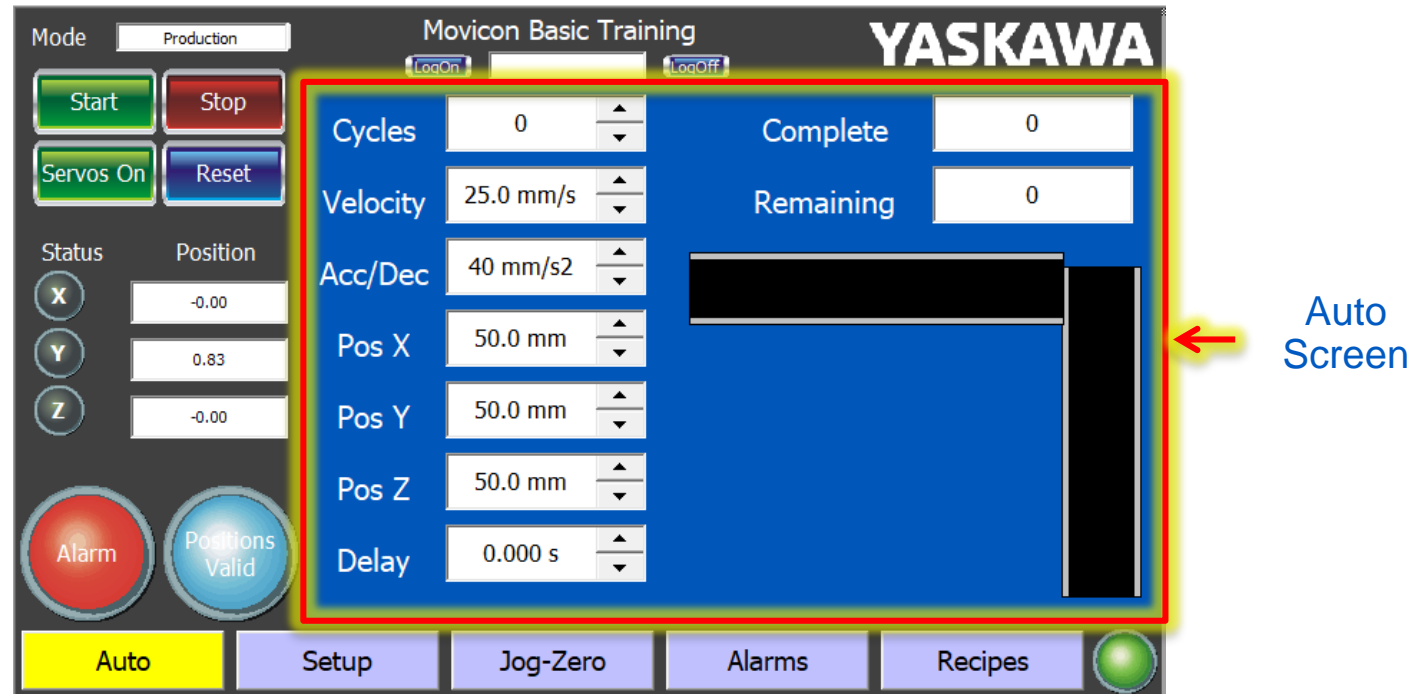 Mode Production Movicon Basic Training YASKAWA
LogOn LogOff
Start Stop
Servos On Reset
Status Position
X -0.00
Y 0.83
Z -0.00
Alarm Positions
Valid
Cycles 0
Velocity 25.0 mm/s
Acc/Dec 40 mm/s2
Pos X 50.0 mm
Pos Y 50.0 mm
Pos Z 50.0 mm
Delay 0.000 s
Complete 0
Remaining 0
Auto
Screen
Auto Setup Jog-Zero Alarms Recipes